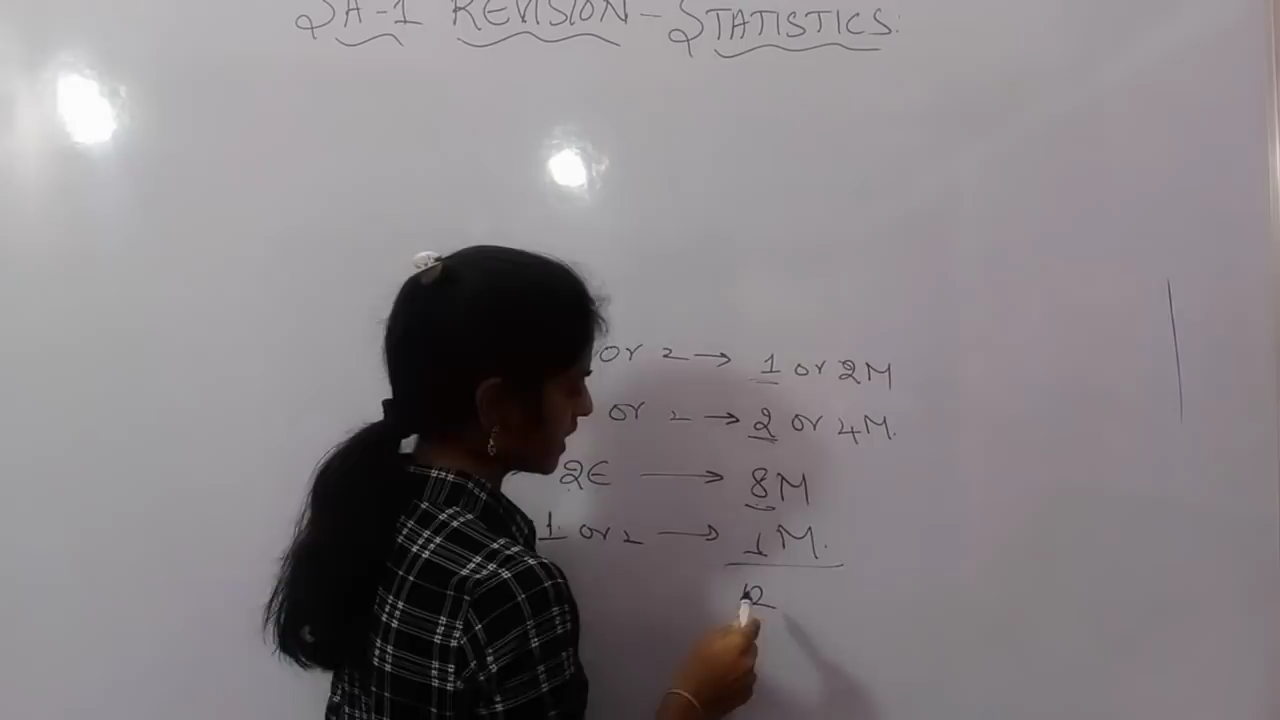 SA-1 REVISION - STATISTICS:
or 2 → 1 or 2M
or 2 → 2 or 4M.
2E → 8M
1 or 2 → 1M.
12